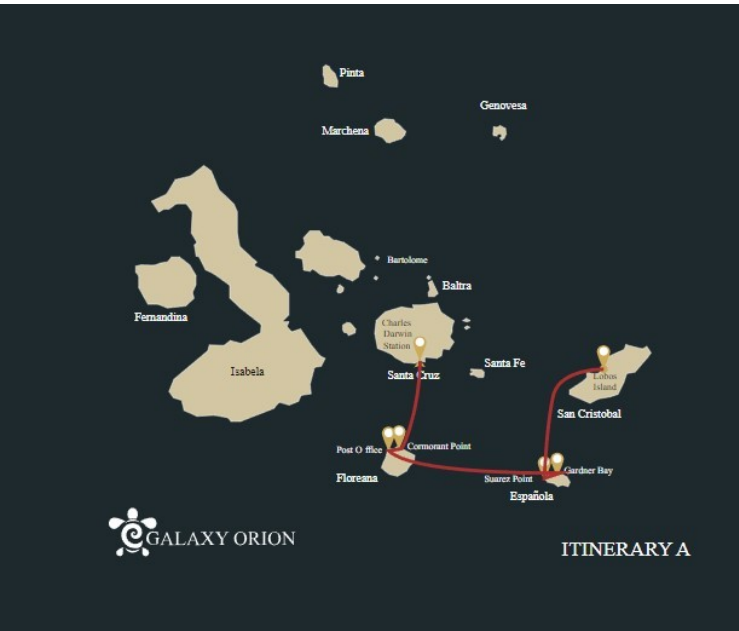 Pinta
Genovesa
Marchena
Bartolome
Baltra
Fernandina
Charles
Darwin
Station
Isabela
Santa Cruz
Santa Fe
Lobos
Island
San Cristobal
Post O ffice
Cormorant Point
Floreana
Suarez Point
Gardner Bay
Española
GALAXY ORION
ITINERARY A